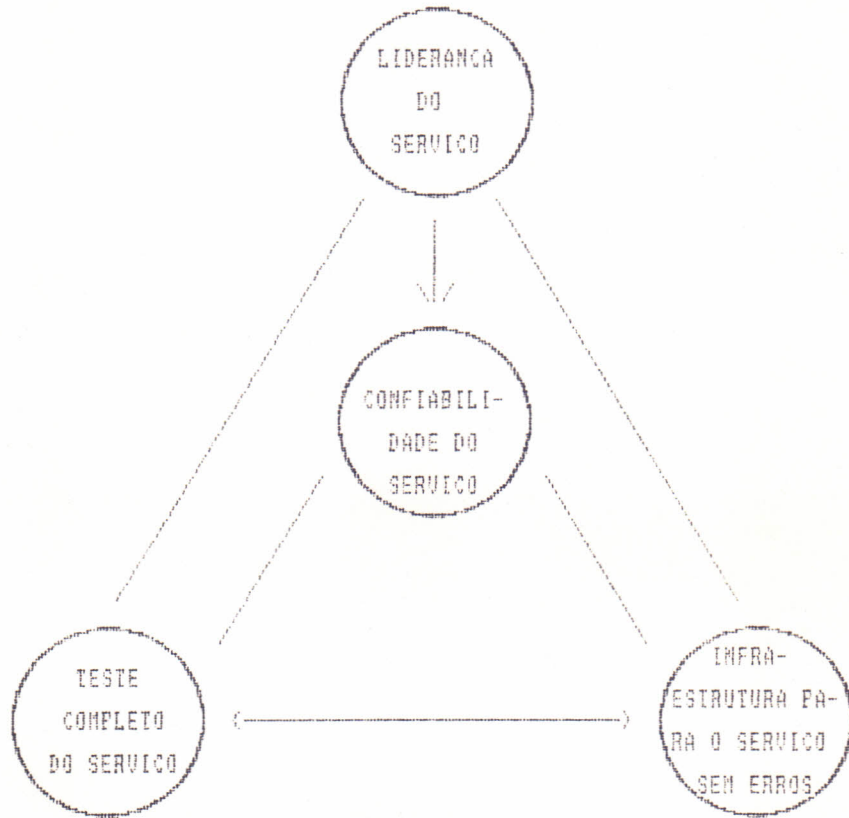 LIDERANCA
DO
SERVICO
CONFIABILI-
DADE DO
SERVICO
TESTE
COMPLETO
DO SERVICO
INFRA-
ESTRUTURA PA-
RA O SERVICO
SEM ERROS